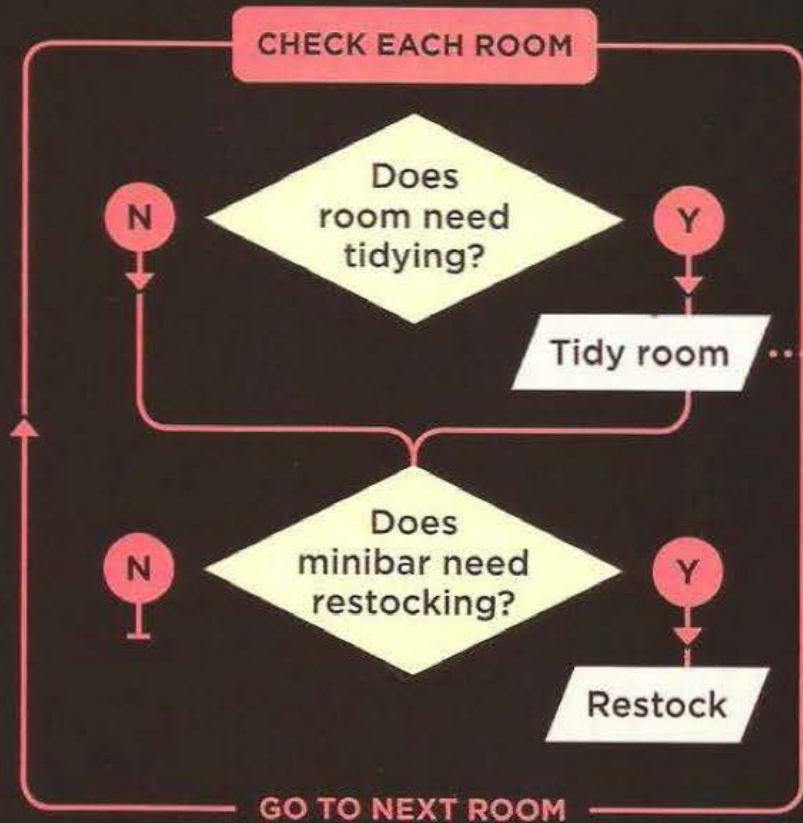 CHECK EACH ROOM
Does
room need
tidying?
N
Y
Tidy room
Does
minibar need
restocking?
N
Y
Restock
GO TO NEXT ROOM